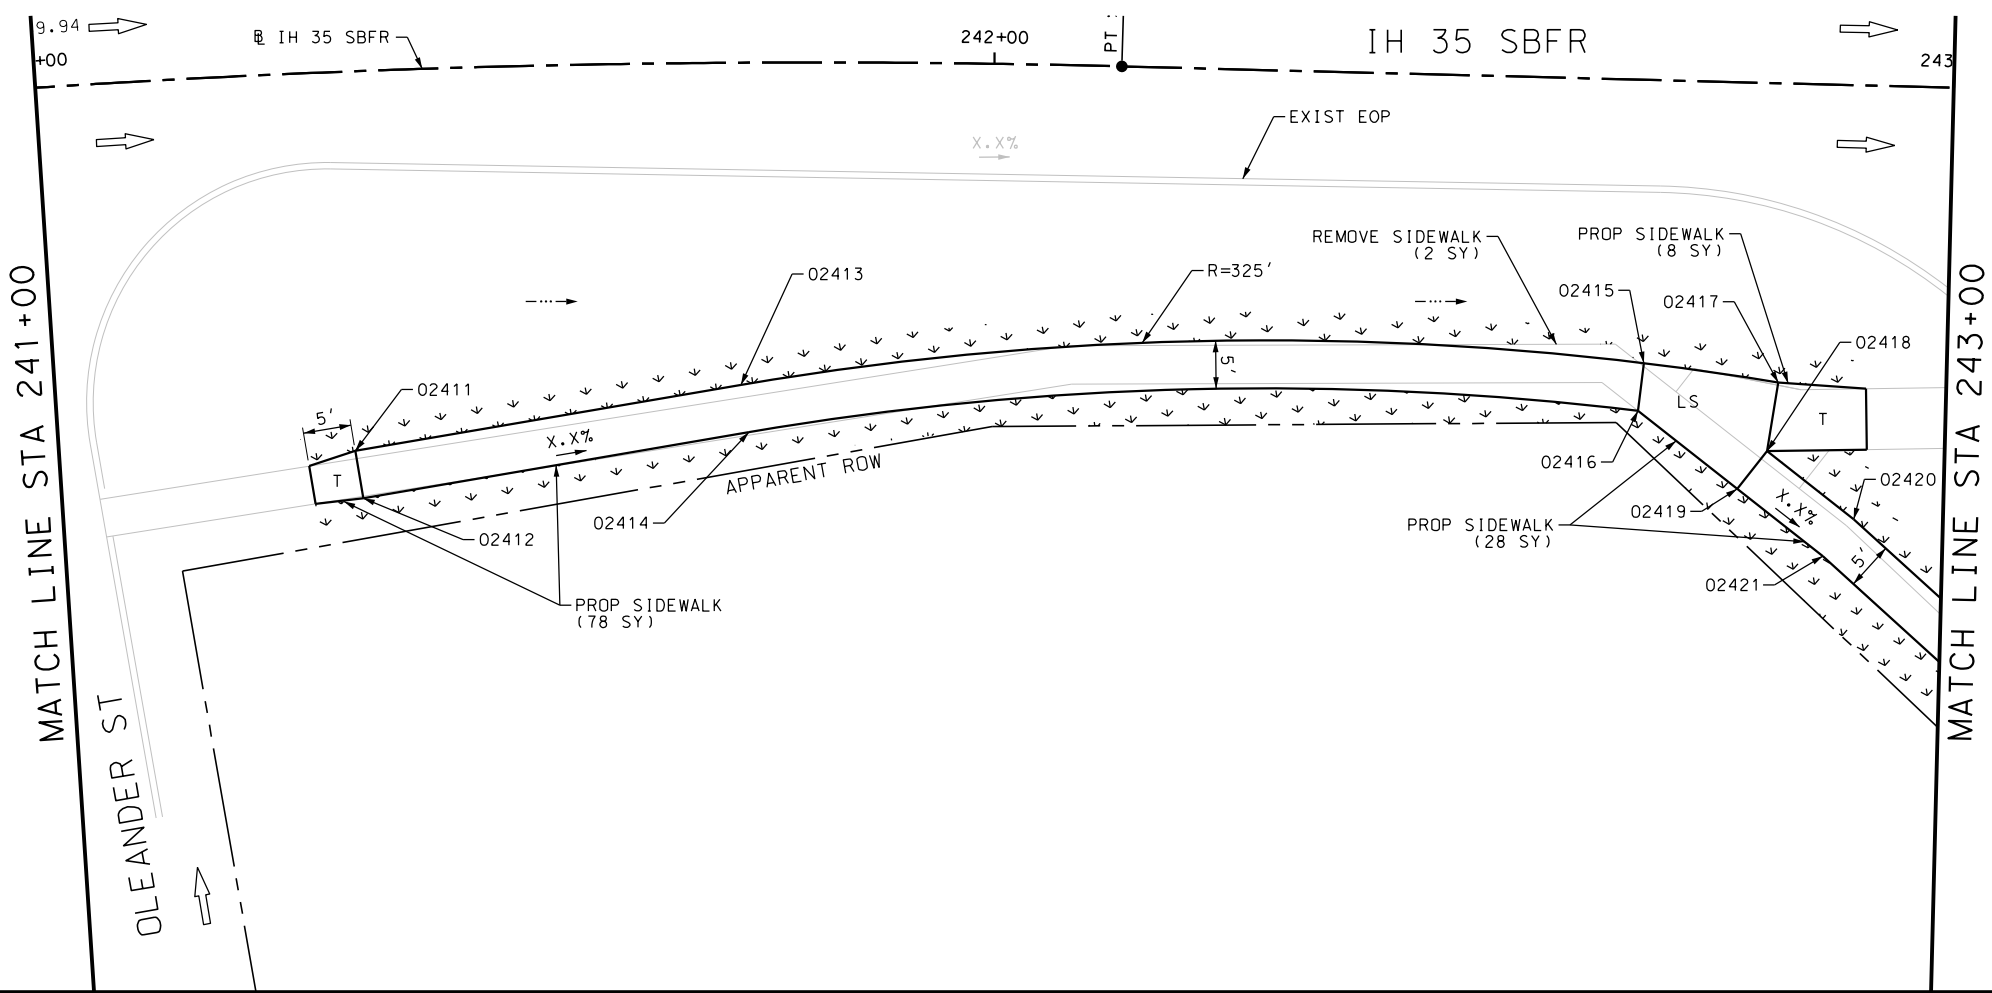 9.94
+00
℄ IH 35 SBFR
242+00
PT
IH 35 SBFR
243
EXIST EOP
X.X%
REMOVE SIDEWALK
(2 SY)
PROP SIDEWALK
(8 SY)
02413
R=325'
02415
02417
02418
5'
02411
5'
LS
T
T
X.X%
APPARENT ROW
02416
02420
02414
02412
02419
X.X%
PROP SIDEWALK
(28 SY)
5'
02421
PROP SIDEWALK
(78 SY)
MATCH LINE STA 241+00
MATCH LINE STA 243+00
OLEANDER ST